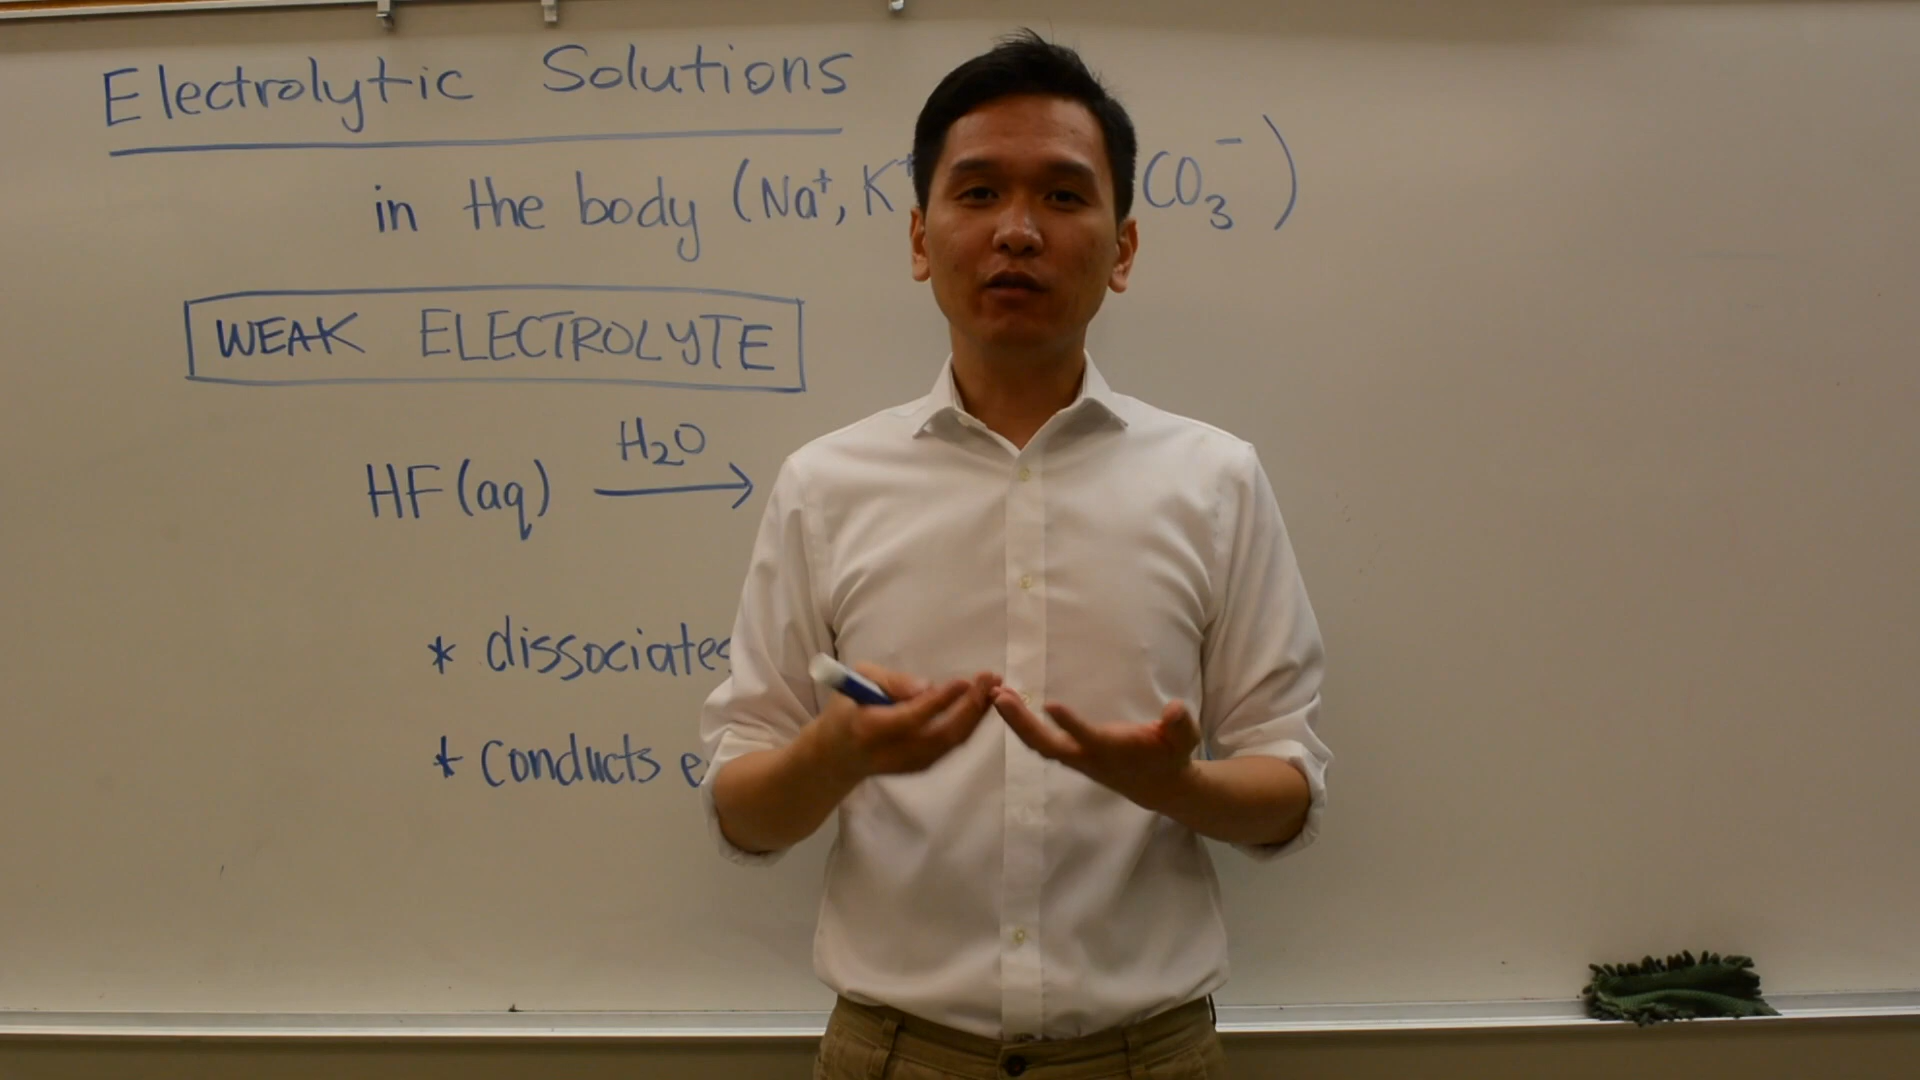 Electrolytic Solutions
in the body (Na⁺, K⁺ CO₃⁻)
WEAK ELECTROLYTE
H₂O
HF(aq) →
* dissociates
* conducts